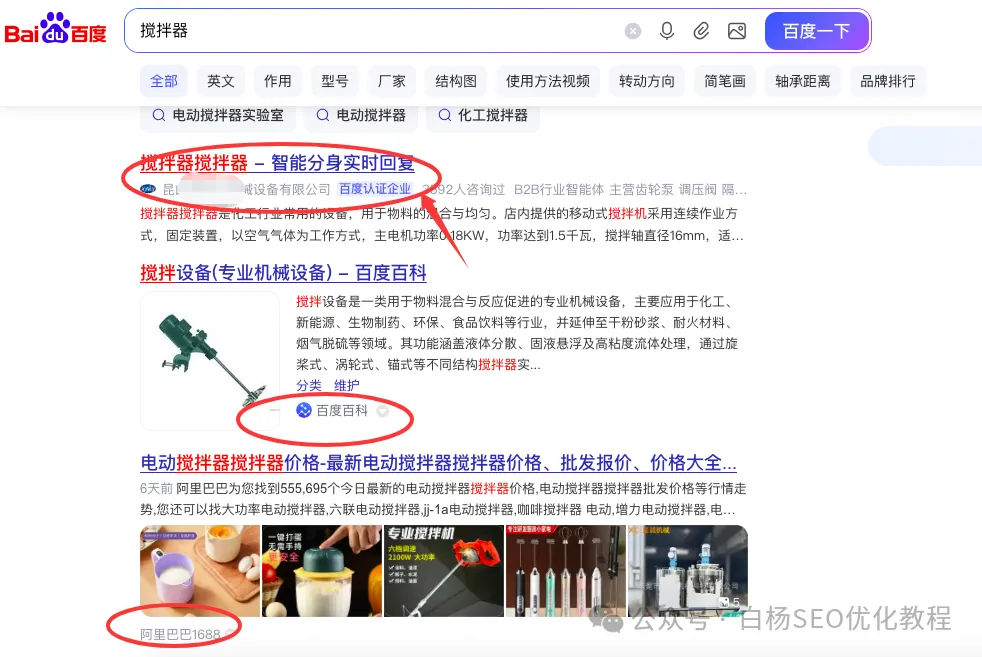 Bai du 百度
搅拌器
百度一下
全部 英文 作用 型号 厂家 结构图 使用方法视频 转动方向 简笔画 轴承距离 品牌排行
电动搅拌器实验室 电动搅拌器 化工搅拌器
搅拌器搅拌器 – 智能分身实时回复
昆 械设备有限公司 百度认证企业 92人咨询过 B2B行业智能体 主营齿轮泵 调压阀 隔...
搅拌器搅拌器是化工行业常用的设备，用于物料的混合与均匀。店内提供的移动式搅拌机采用连续作业方
式，固定装置，以空气气体为工作方式，主电机功率0.18KW，功率达到1.5千瓦，搅拌轴直径16mm，适...
搅拌设备(专业机械设备) – 百度百科
搅拌设备是一类用于物料混合与反应促进的专业机械设备，主要应用于化工、
新能源、生物制药、环保、食品饮料等行业，并延伸至干粉砂浆、耐火材料、
烟气脱硫等领域。其功能涵盖液体分散、固液悬浮及高粘度流体处理，通过旋
桨式、涡轮式、锚式等不同结构搅拌器实...
分类 维护
百度百科
电动搅拌器搅拌器价格-最新电动搅拌器搅拌器价格、批发报价、价格大全...
6天前 阿里巴巴为您找到555,695个今日最新的电动搅拌器搅拌器价格,电动搅拌器搅拌器批发价格等行情走
势,您还可以找大功率电动搅拌器,六联电动搅拌器,jj-1a电动搅拌器,咖啡搅拌器 电动,增力电动搅拌器,电...
一键打蛋
无需手持
更安全
专业搅拌机
六档调速
2100W 大功率
5
阿里巴巴1688
公众号 · 白杨SEO优化教程